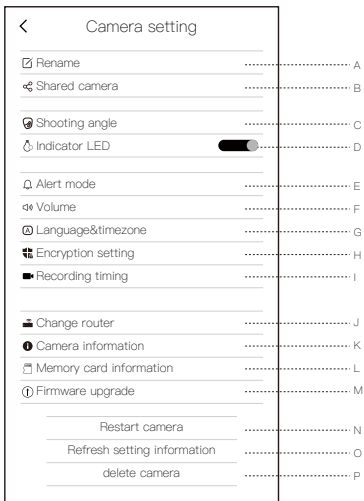 Camera setting
Rename A
Shared camera B
Shooting angle C
Indicator LED D
Alert mode E
Volume F
A Language&timezone G
Encryption setting H
Recording timing I
Change router J
Camera information K
Memory card information L
Firmware upgrade M
Restart camera N
Refresh setting information O
delete camera P